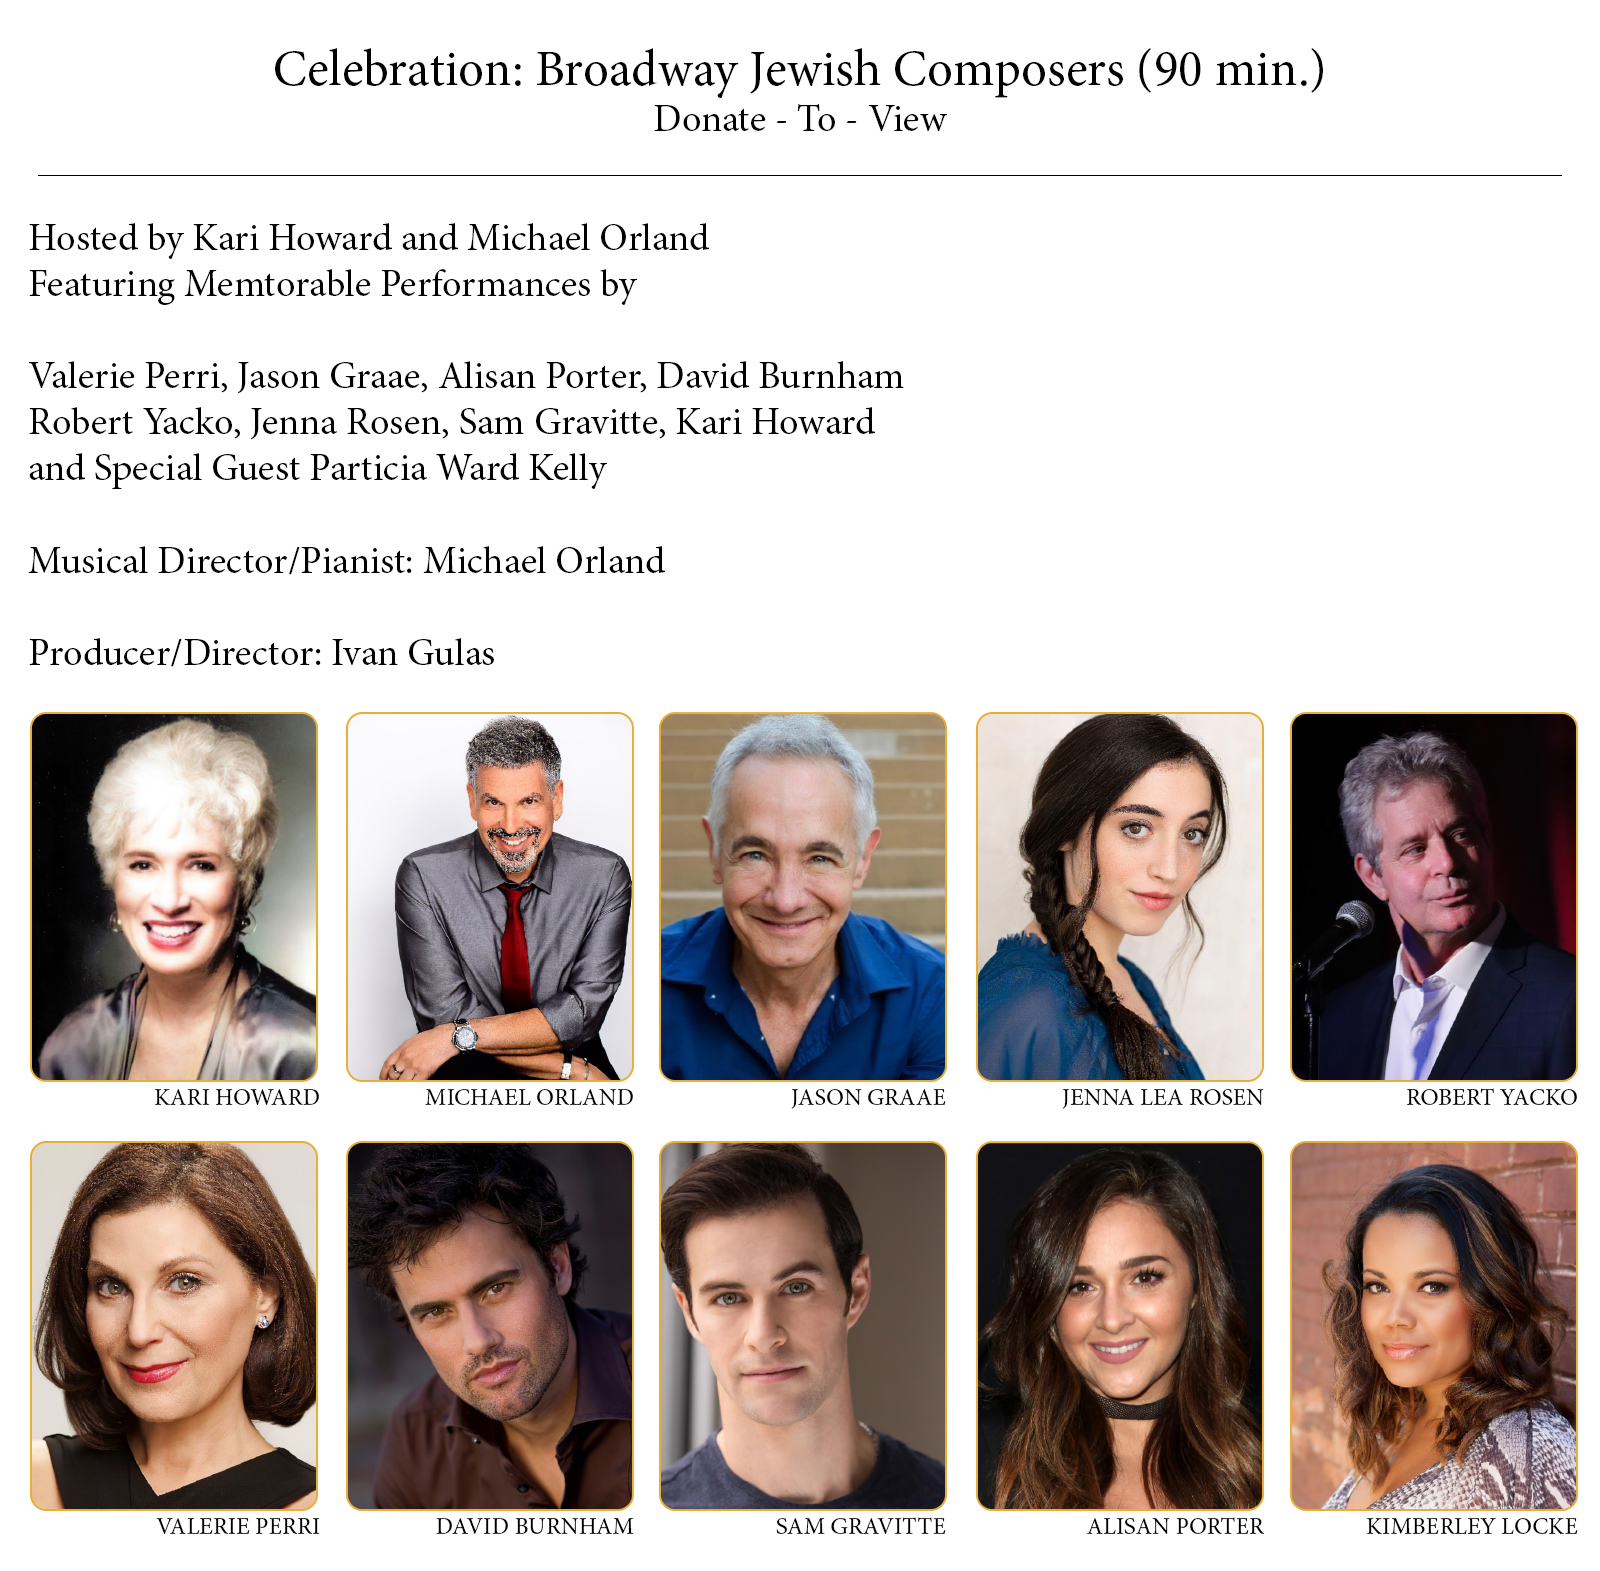 Celebration: Broadway Jewish Composers (90 min.)
Donate - To - View
Hosted by Kari Howard and Michael Orland
Featuring Memtorable Performances by
Valerie Perri, Jason Graae, Alisan Porter, David Burnham
Robert Yacko, Jenna Rosen, Sam Gravitte, Kari Howard
and Special Guest Particia Ward Kelly
Musical Director/Pianist: Michael Orland
Producer/Director: Ivan Gulas
KARI HOWARD
MICHAEL ORLAND
JASON GRAAE
JENNA LEA ROSEN
ROBERT YACKO
VALERIE PERRI
DAVID BURNHAM
SAM GRAVITTE
ALISAN PORTER
KIMBERLEY LOCKE